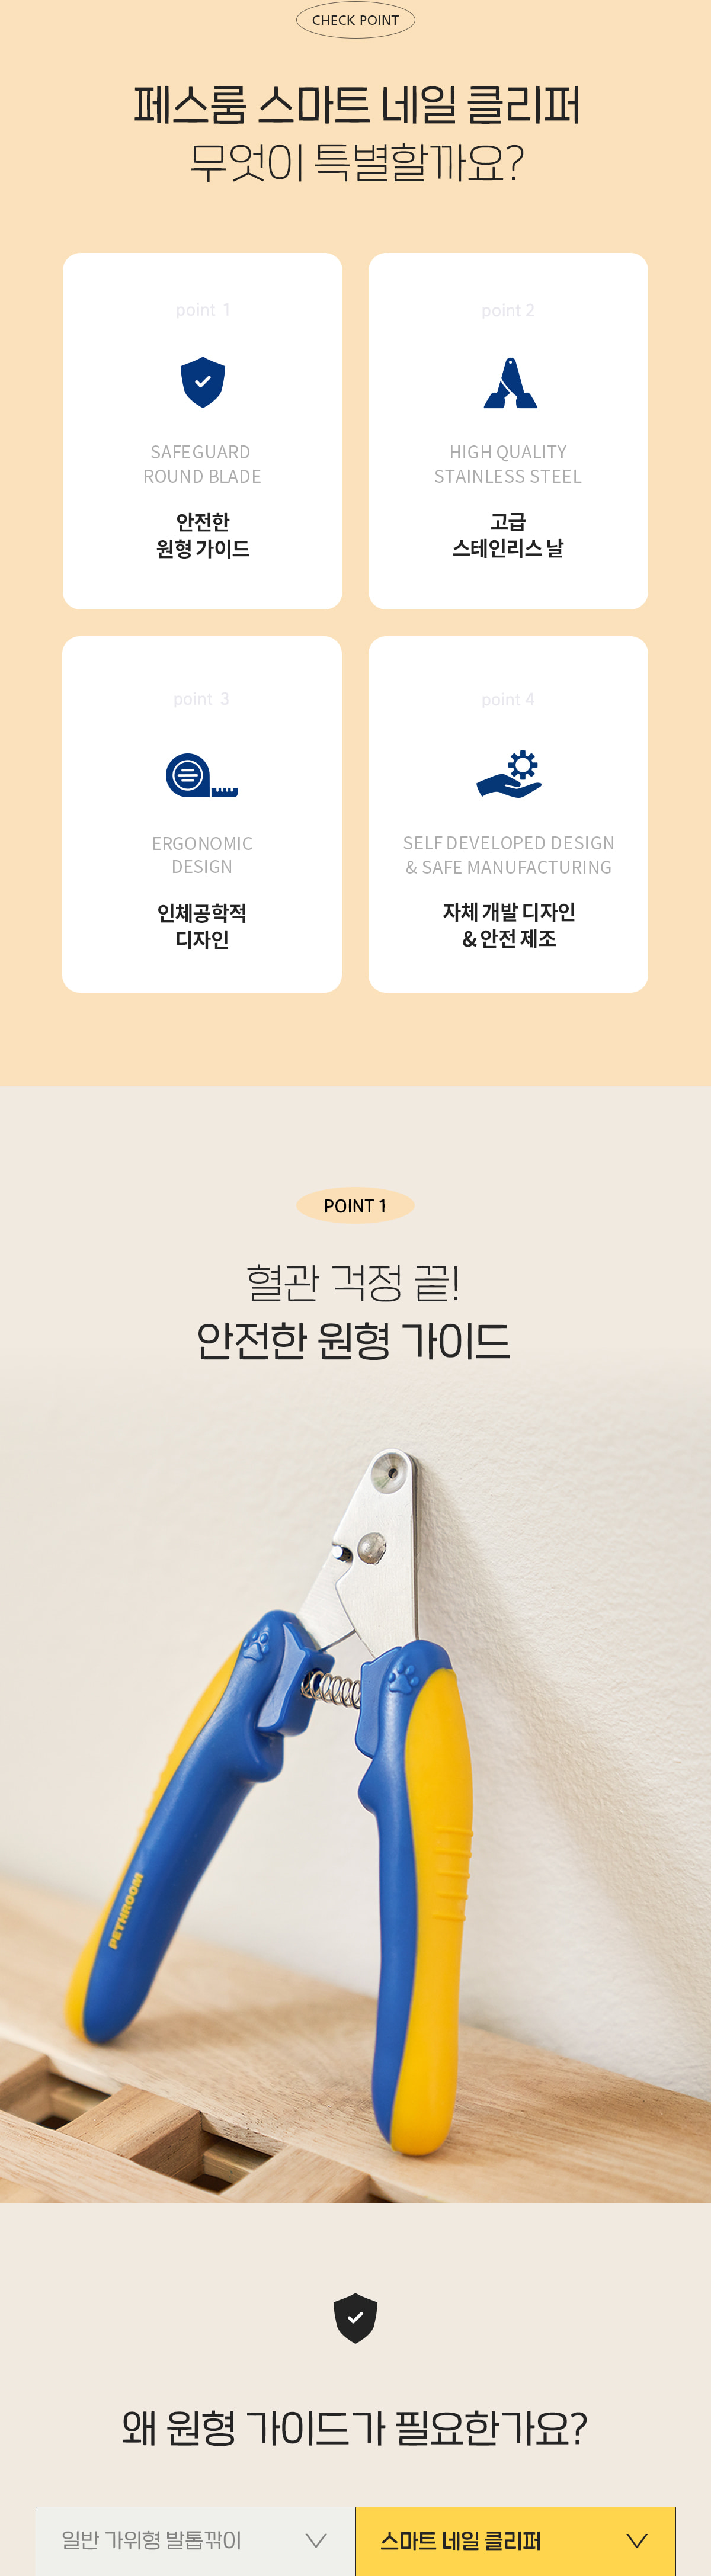 CHECK POINT
페스룸 스마트 네일 클리퍼
무엇이 특별할까요?
point 1
SAFEGUARD
ROUND BLADE
안전한
원형 가이드
point 2
HIGH QUALITY
STAINLESS STEEL
고급
스테인리스 날
point 3
ERGONOMIC
DESIGN
인체공학적
디자인
point 4
SELF DEVELOPED DESIGN
& SAFE MANUFACTURING
자체 개발 디자인
& 안전 제조
POINT 1
혈관 걱정 끝!
안전한 원형 가이드
PETHROOM
왜 원형 가이드가 필요한가요?
일반 가위형 발톱깎이
스마트 네일 클리퍼